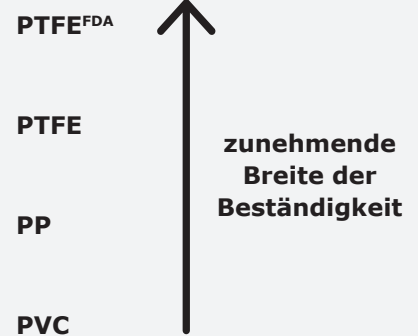 PTFEFDA
PTFE
zunehmende
Breite der
Beständigkeit
PP
PVC